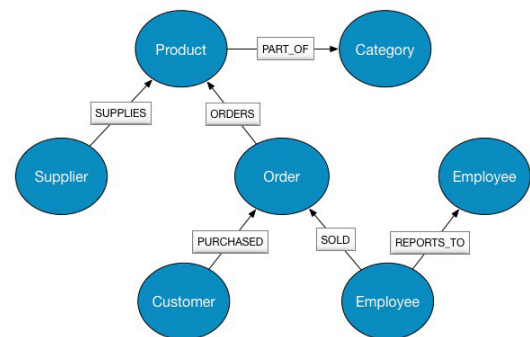 Product
PART_OF
Category
SUPPLIES
ORDERS
Supplier
Order
Employee
PURCHASED
SOLD
REPORTS_TO
Customer
Employee